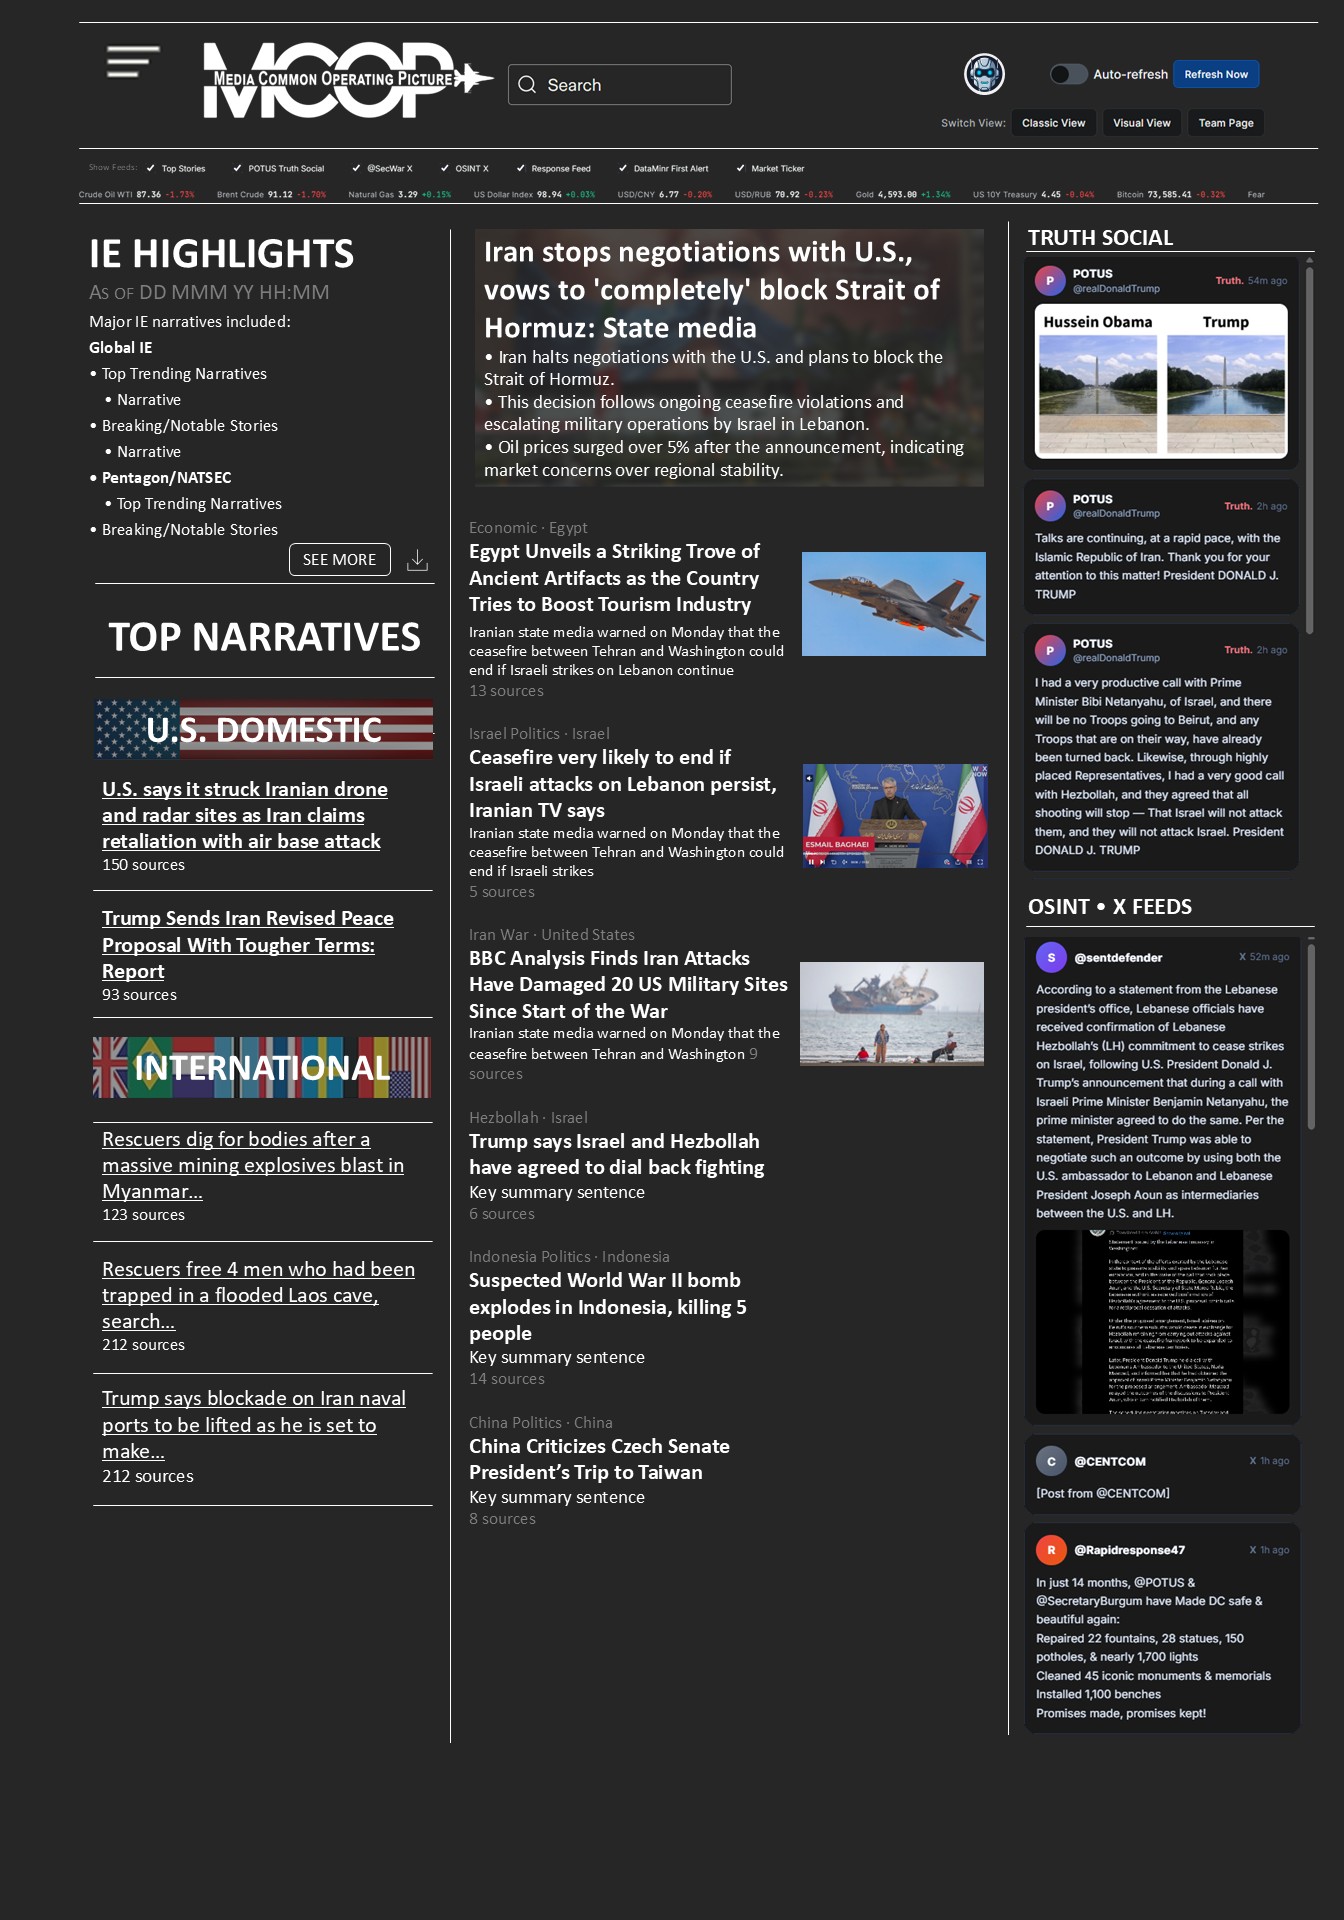 MCOP
MEDIA COMMON OPERATING PICTURE
Search
Auto-refresh
Refresh Now
Switch View:
Classic View
Visual View
Team Page
Show Feeds:
Top Stories
POTUS Truth Social
@SecWar X
OSINT X
Response Feed
DataMinr First Alert
Market Ticker
Crude Oil WTI 87.36 -1.73%
Brent Crude 91.12 -1.70%
Natural Gas 3.29 +0.15%
US Dollar Index 98.94 +0.03%
USD/CNY 6.77 -0.20%
USD/RUB 70.92 -0.23%
Gold 4,593.00 +1.34%
US 10Y Treasury 4.45 -0.04%
Bitcoin 73,585.41 -0.32%
Fear
IE HIGHLIGHTS
AS OF DD MMM YY HH:MM
Major IE narratives included:
Global IE
• Top Trending Narratives
• Narrative
• Breaking/Notable Stories
• Narrative
• Pentagon/NATSEC
• Top Trending Narratives
• Breaking/Notable Stories
SEE MORE
TOP NARRATIVES
U.S. DOMESTIC
U.S. says it struck Iranian drone
and radar sites as Iran claims
retaliation with air base attack
150 sources
Trump Sends Iran Revised Peace
Proposal With Tougher Terms:
Report
93 sources
INTERNATIONAL
Rescuers dig for bodies after a
massive mining explosives blast in
Myanmar...
123 sources
Rescuers free 4 men who had been
trapped in a flooded Laos cave,
search...
212 sources
Trump says blockade on Iran naval
ports to be lifted as he is set to
make...
212 sources
Iran stops negotiations with U.S.,
vows to 'completely' block Strait of
Hormuz: State media
• Iran halts negotiations with the U.S. and plans to block the
Strait of Hormuz.
• This decision follows ongoing ceasefire violations and
escalating military operations by Israel in Lebanon.
• Oil prices surged over 5% after the announcement, indicating
market concerns over regional stability.
Economic · Egypt
Egypt Unveils a Striking Trove of
Ancient Artifacts as the Country
Tries to Boost Tourism Industry
Iranian state media warned on Monday that the
ceasefire between Tehran and Washington could
end if Israeli strikes on Lebanon continue
13 sources
Israel Politics · Israel
Ceasefire very likely to end if
Israeli attacks on Lebanon persist,
Iranian TV says
Iranian state media warned on Monday that the
ceasefire between Tehran and Washington could
end if Israeli strikes
5 sources
ESMAIL BAGHAEI
Iran War · United States
BBC Analysis Finds Iran Attacks
Have Damaged 20 US Military Sites
Since Start of the War
Iranian state media warned on Monday that the
ceasefire between Tehran and Washington 9
sources
Hezbollah · Israel
Trump says Israel and Hezbollah
have agreed to dial back fighting
Key summary sentence
6 sources
Indonesia Politics · Indonesia
Suspected World War II bomb
explodes in Indonesia, killing 5
people
Key summary sentence
14 sources
China Politics · China
China Criticizes Czech Senate
President’s Trip to Taiwan
Key summary sentence
8 sources
TRUTH SOCIAL
P
POTUS
@realDonaldTrump
Truth. 54m ago
Hussein Obama
Trump
P
POTUS
@realDonaldTrump
Truth. 2h ago
Talks are continuing, at a rapid pace, with the
Islamic Republic of Iran. Thank you for your
attention to this matter! President DONALD J.
TRUMP
P
POTUS
@realDonaldTrump
Truth. 2h ago
I had a very productive call with Prime
Minister Bibi Netanyahu, of Israel, and there
will be no Troops going to Beirut, and any
Troops that are on their way, have already
been turned back. Likewise, through highly
placed Representatives, I had a very good call
with Hezbollah, and they agreed that all
shooting will stop — That Israel will not attack
them, and they will not attack Israel. President
DONALD J. TRUMP
OSINT • X FEEDS
S
@sentdefender
X 52m ago
According to a statement from the Lebanese
president’s office, Lebanese officials have
received confirmation of Lebanese
Hezbollah’s (LH) commitment to cease strikes
on Israel, following U.S. President Donald J.
Trump’s announcement that during a call with
Israeli Prime Minister Benjamin Netanyahu, the
prime minister agreed to do the same. Per the
statement, President Trump was able to
negotiate such an outcome by using both the
U.S. ambassador to Lebanon and Lebanese
President Joseph Aoun as intermediaries
between the U.S. and LH.
C
@CENTCOM
X 1h ago
[Post from @CENTCOM]
R
@Rapidresponse47
X 1h ago
In just 14 months, @POTUS &
@SecretaryBurgum have Made DC safe &
beautiful again:
Repaired 22 fountains, 28 statues, 150
potholes, & nearly 1,700 lights
Cleaned 45 iconic monuments & memorials
Installed 1,100 benches
Promises made, promises kept!